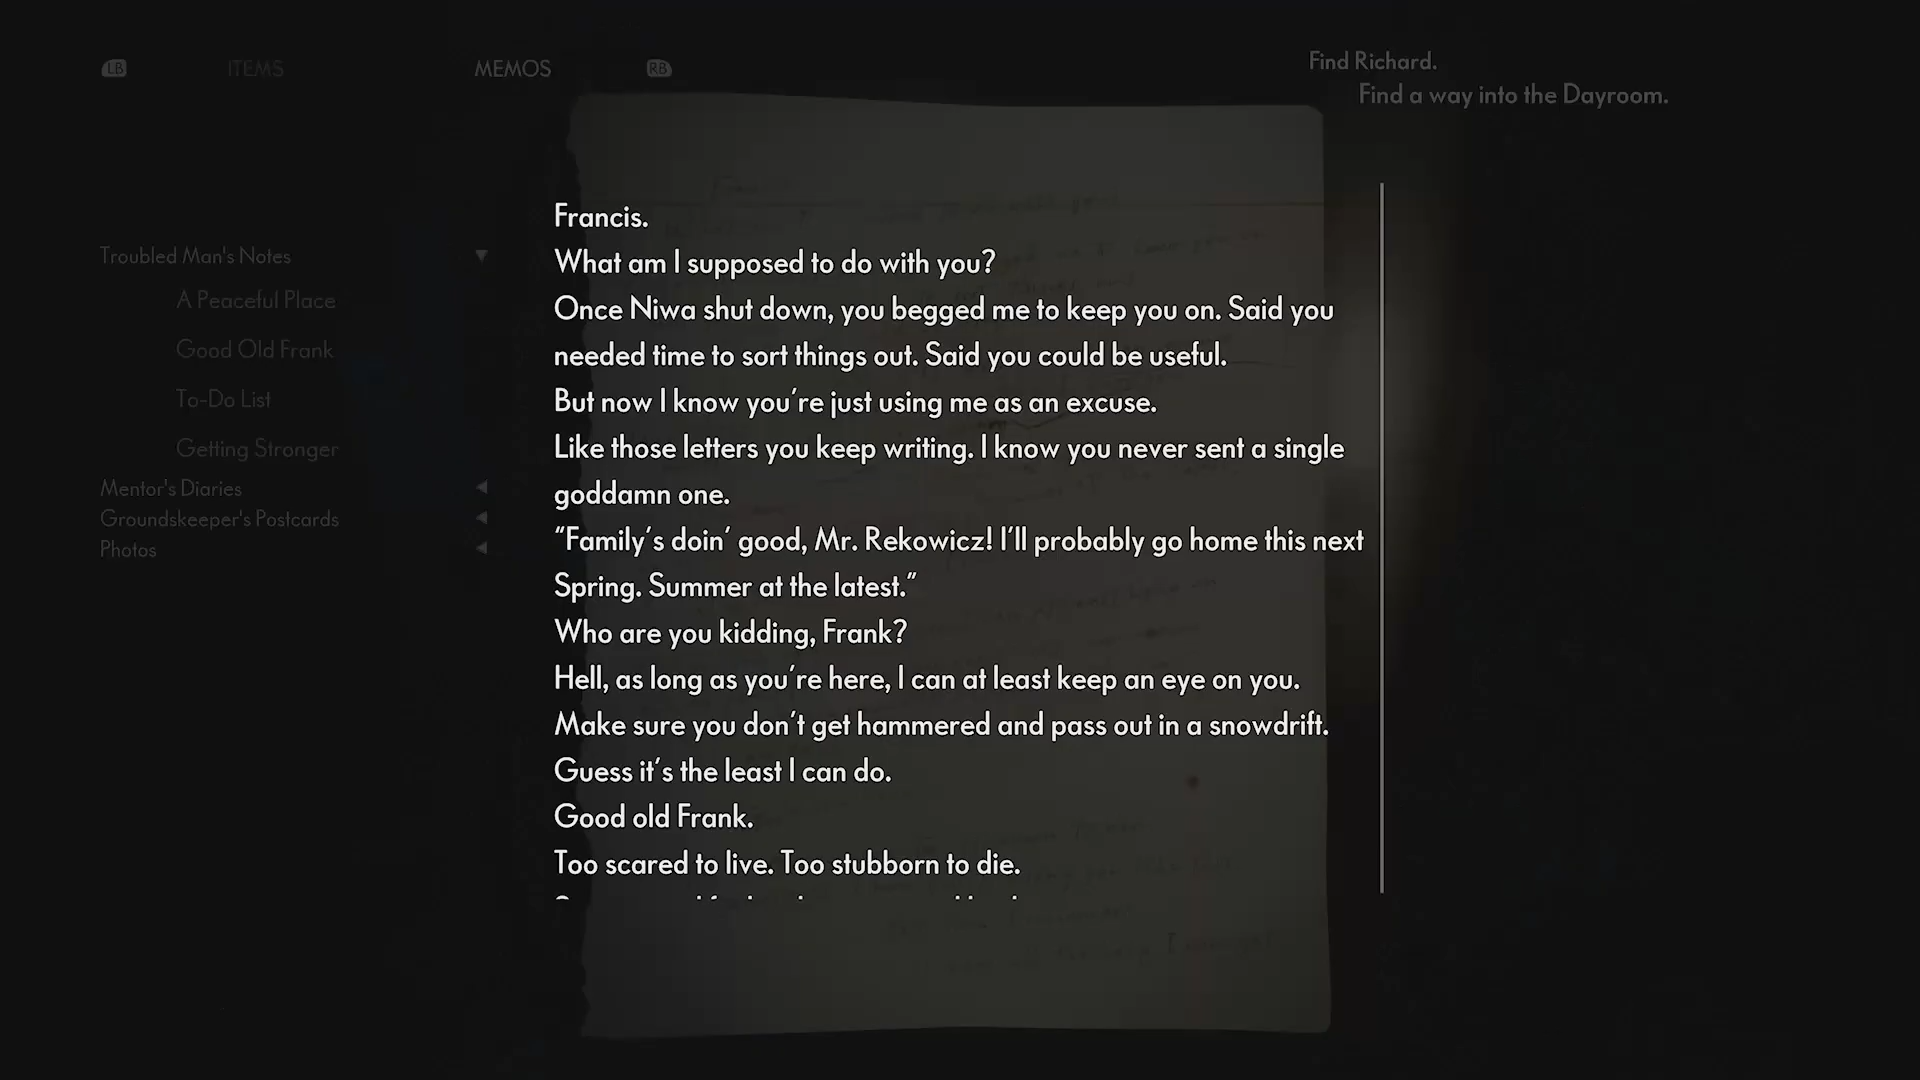 LB ITEMS MEMOS RB
Find Richard.
Find a way into the Dayroom.
Troubled Man's Notes
A Peaceful Place
Good Old Frank
To-Do List
Getting Stronger
Mentor's Diaries
Groundskeeper's Postcards
Photos
Francis.
What am I supposed to do with you?
Once Niwa shut down, you begged me to keep you on. Said you
needed time to sort things out. Said you could be useful.
But now I know you're just using me as an excuse.
Like those letters you keep writing. I know you never sent a single
goddamn one.
“Family's doin' good, Mr. Rekowicz! I'll probably go home this next
Spring. Summer at the latest.”
Who are you kidding, Frank?
Hell, as long as you're here, I can at least keep an eye on you.
Make sure you don't get hammered and pass out in a snowdrift.
Guess it's the least I can do.
Good old Frank.
Too scared to live. Too stubborn to die.